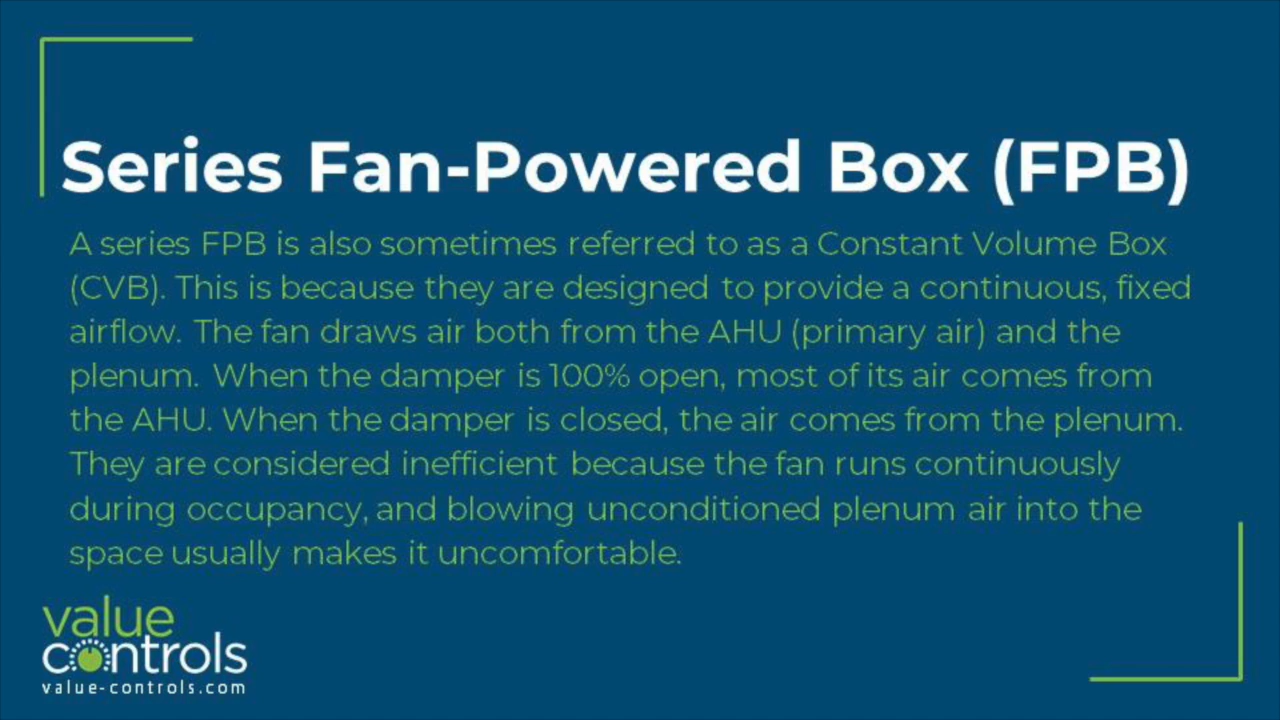 Series Fan-Powered Box (FPB)
A series FPB is also sometimes referred to as a Constant Volume Box
(CVB). This is because they are designed to provide a continuous, fixed
airflow. The fan draws air both from the AHU (primary air) and the
plenum. When the damper is 100% open, most of its air comes from
the AHU. When the damper is closed, the air comes from the plenum.
They are considered inefficient because the fan runs continuously
during occupancy, and blowing unconditioned plenum air into the
space usually makes it uncomfortable.
value
controls
value-controls.com